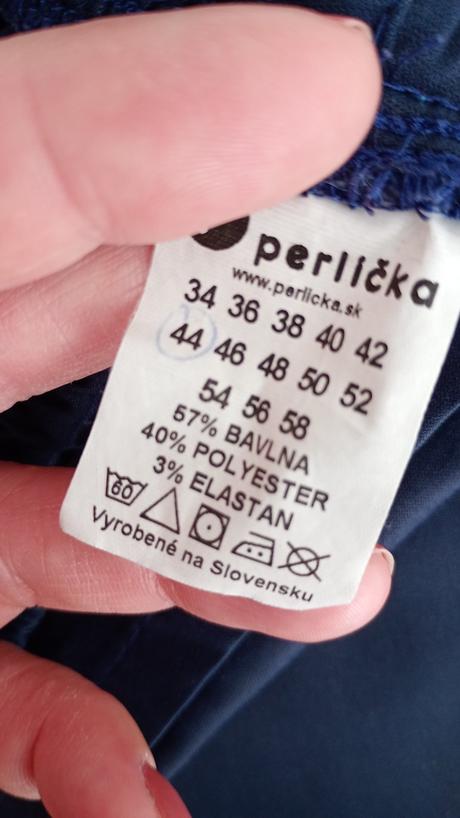 perlička
www.perlicka.sk
34 36 38 40 42
44 46 48 50 52
54 56 58
57% BAVLNA
40% POLYESTER
3% ELASTAN
60
Vyrobené na Slovensku